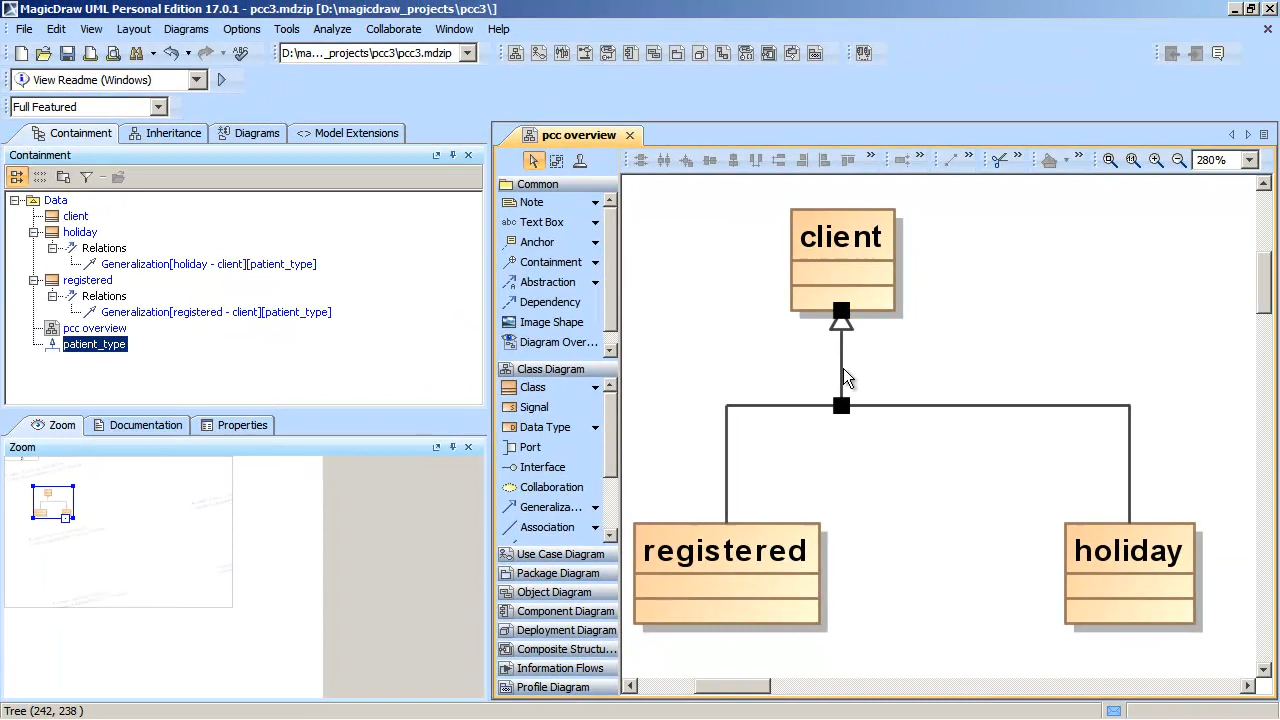 MagicDraw UML Personal Edition 17.0.1 - pcc3.mdzip [D:\magicdraw_projects\pcc3\]
File Edit View Layout Diagrams Options Tools Analyze Collaborate Window Help
D:\ma..._projects\pcc3\pcc3.mdzip
View Readme (Windows)
Full Featured
Containment Inheritance Diagrams Model Extensions
pcc overview
Containment
280%
Data
client
holiday
Relations
Generalization[holiday - client][patient_type]
registered
Relations
Generalization[registered - client][patient_type]
pcc overview
patient_type
Zoom Documentation Properties
Zoom
Common
Note
abc Text Box
Anchor
Containment
Abstraction
Dependency
Image Shape
Diagram Over...
Class Diagram
Class
Signal
Data Type
Port
Interface
Collaboration
Generaliza...
Association
Use Case Diagram
Package Diagram
Object Diagram
Component Diagram
Deployment Diagram
Composite Structu...
Information Flows
Profile Diagram
client
registered
holiday
Tree (242, 238 )